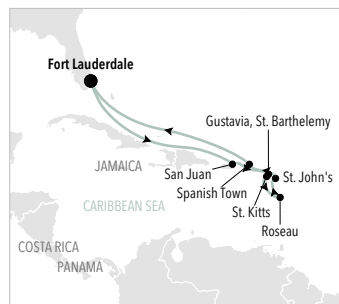 Fort Lauderdale
Gustavia, St. Barthelemy
JAMAICA
San Juan
St. John's
Spanish Town
CARIBBEAN SEA
St. Kitts
Roseau
COSTA RICA
PANAMA